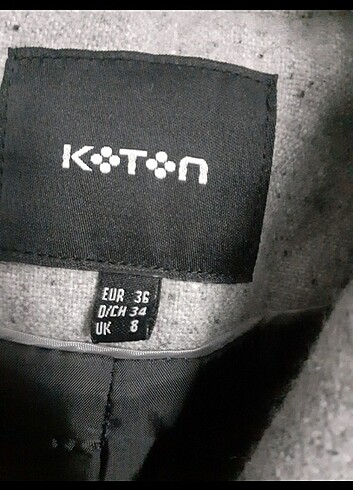 KOTON
EUR 36
D/CH 34
UK 8